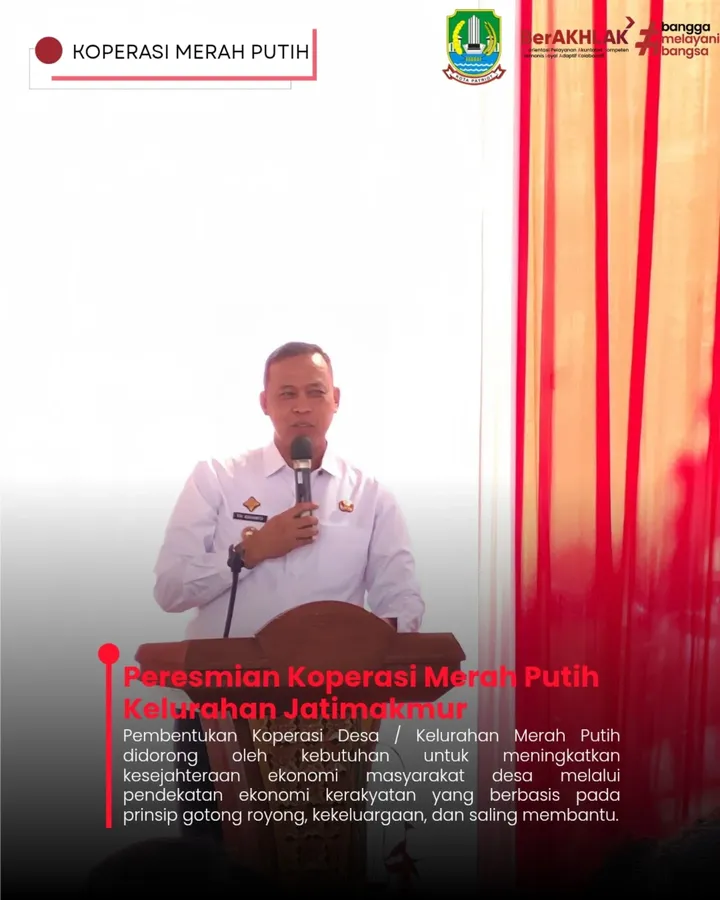 KOPERASI MERAH PUTIH
KOTA PATRIOT
BerAKHLAK
#bangga
melayani
bangsa
Peresmian Koperasi Merah Putih
Kelurahan Jatimakmur
Pembentukan Koperasi Desa / Kelurahan Merah Putih
didorong oleh kebutuhan untuk meningkatkan
kesejahteraan ekonomi masyarakat desa melalui
pendekatan ekonomi kerakyatan yang berbasis pada
prinsip gotong royong, kekeluargaan, dan saling membantu.